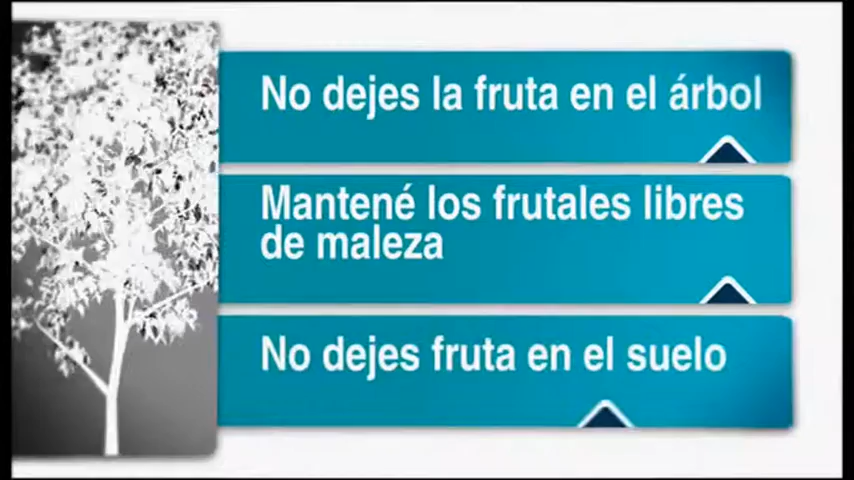 No dejes la fruta en el árbol
Mantené los frutales libres
de maleza
No dejes fruta en el suelo